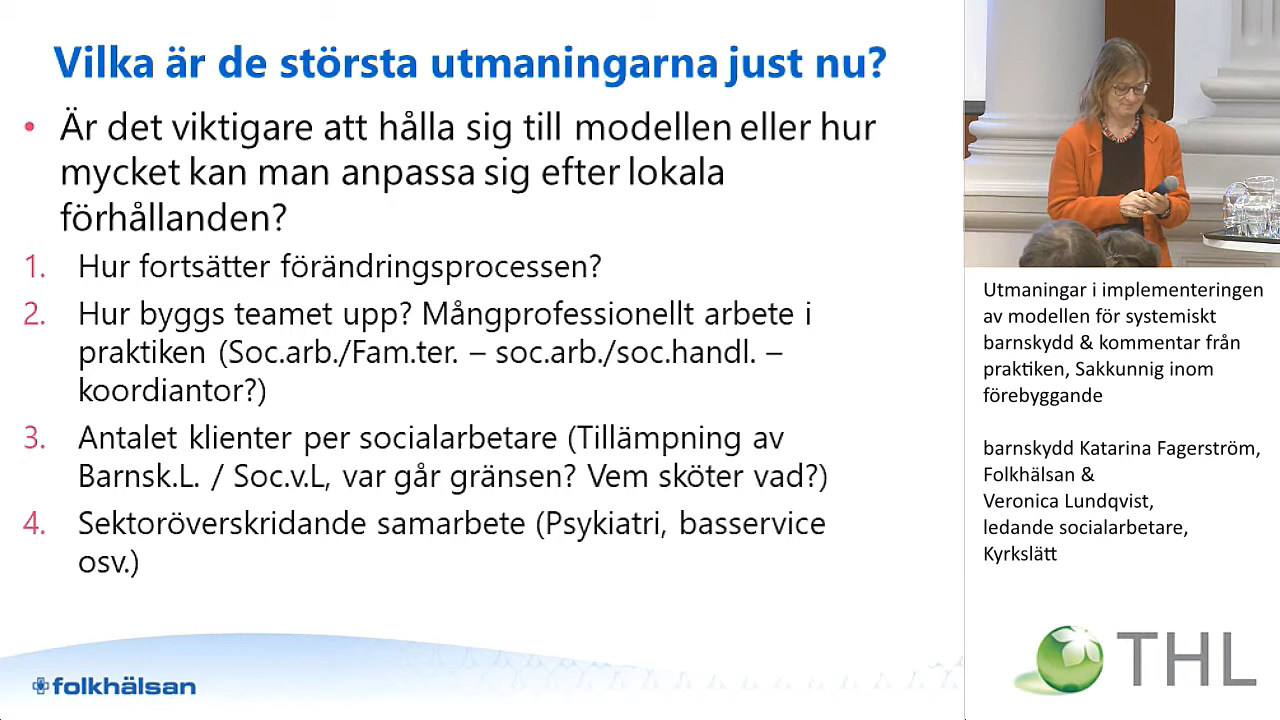 Vilka är de största utmaningarna just nu?
• Är det viktigare att hålla sig till modellen eller hur
mycket kan man anpassa sig efter lokala
förhållanden?
1. Hur fortsätter förändringsprocessen?
2. Hur byggs teamet upp? Mångprofessionellt arbete i
praktiken (Soc.arb./Fam.ter. – soc.arb./soc.handl. –
koordiantor?)
3. Antalet klienter per socialarbetare (Tillämpning av
Barnsk.L. / Soc.v.L, var går gränsen? Vem sköter vad?)
4. Sektoröverskridande samarbete (Psykiatri, basservice
osv.)
folkhälsan
Utmaningar i implementeringen
av modellen för systemiskt
barnskydd & kommentar från
praktiken, Sakkunnig inom
förebyggande
barnskydd Katarina Fagerström,
Folkhälsan &
Veronica Lundqvist,
ledande socialarbetare,
Kyrkslätt
THL